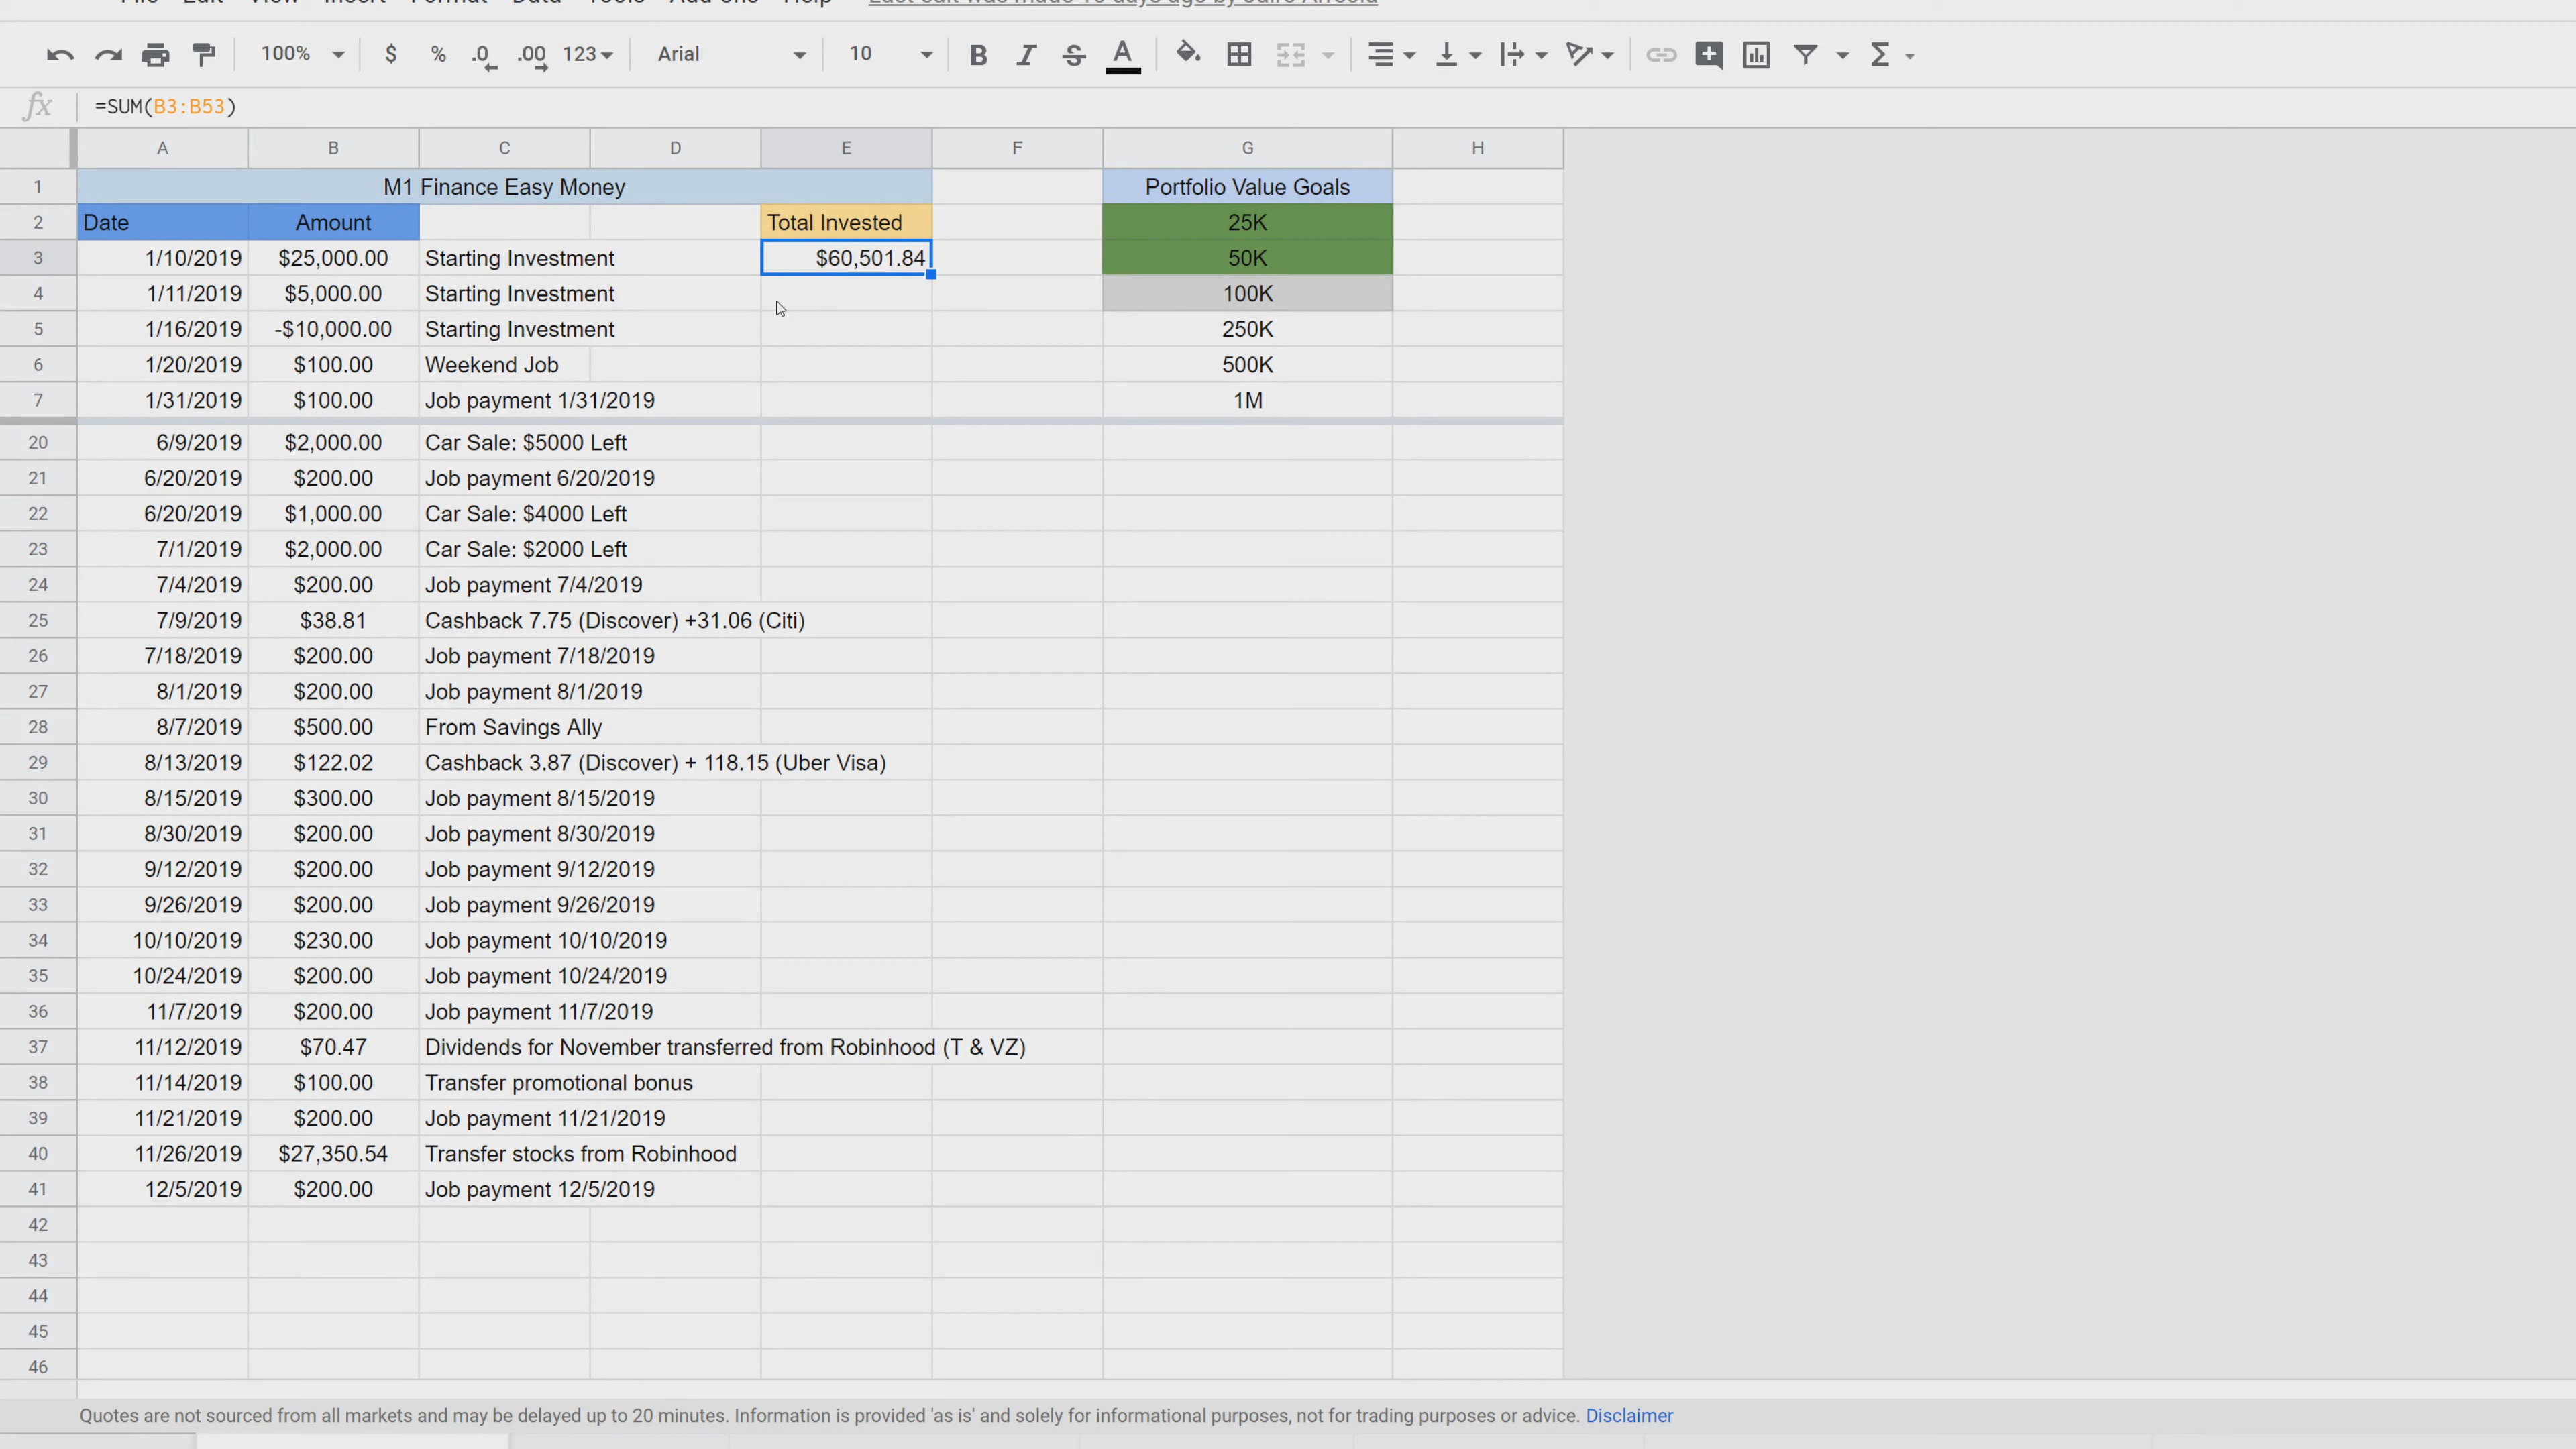 File Edit View Insert Format Data Tools Add-ons Help Last edit was made 10 days ago by
100% $ % .0 .00 123 Arial 10 B I S A Σ
fx =SUM(B3:B53)
A B C D E F G H
1 M1 Finance Easy Money Portfolio Value Goals
2 Date Amount Total Invested 25K
3 1/10/2019 $25,000.00 Starting Investment $60,501.84 50K
4 1/11/2019 $5,000.00 Starting Investment 100K
5 1/16/2019 -$10,000.00 Starting Investment 250K
6 1/20/2019 $100.00 Weekend Job 500K
7 1/31/2019 $100.00 Job payment 1/31/2019 1M
20 6/9/2019 $2,000.00 Car Sale: $5000 Left
21 6/20/2019 $200.00 Job payment 6/20/2019
22 6/20/2019 $1,000.00 Car Sale: $4000 Left
23 7/1/2019 $2,000.00 Car Sale: $2000 Left
24 7/4/2019 $200.00 Job payment 7/4/2019
25 7/9/2019 $38.81 Cashback 7.75 (Discover) +31.06 (Citi)
26 7/18/2019 $200.00 Job payment 7/18/2019
27 8/1/2019 $200.00 Job payment 8/1/2019
28 8/7/2019 $500.00 From Savings Ally
29 8/13/2019 $122.02 Cashback 3.87 (Discover) + 118.15 (Uber Visa)
30 8/15/2019 $300.00 Job payment 8/15/2019
31 8/30/2019 $200.00 Job payment 8/30/2019
32 9/12/2019 $200.00 Job payment 9/12/2019
33 9/26/2019 $200.00 Job payment 9/26/2019
34 10/10/2019 $230.00 Job payment 10/10/2019
35 10/24/2019 $200.00 Job payment 10/24/2019
36 11/7/2019 $200.00 Job payment 11/7/2019
37 11/12/2019 $70.47 Dividends for November transferred from Robinhood (T & VZ)
38 11/14/2019 $100.00 Transfer promotional bonus
39 11/21/2019 $200.00 Job payment 11/21/2019
40 11/26/2019 $27,350.54 Transfer stocks from Robinhood
41 12/5/2019 $200.00 Job payment 12/5/2019
42
43
44
45
46
Quotes are not sourced from all markets and may be delayed up to 20 minutes. Information is provided 'as is' and solely for informational purposes, not for trading purposes or advice. Disclaimer